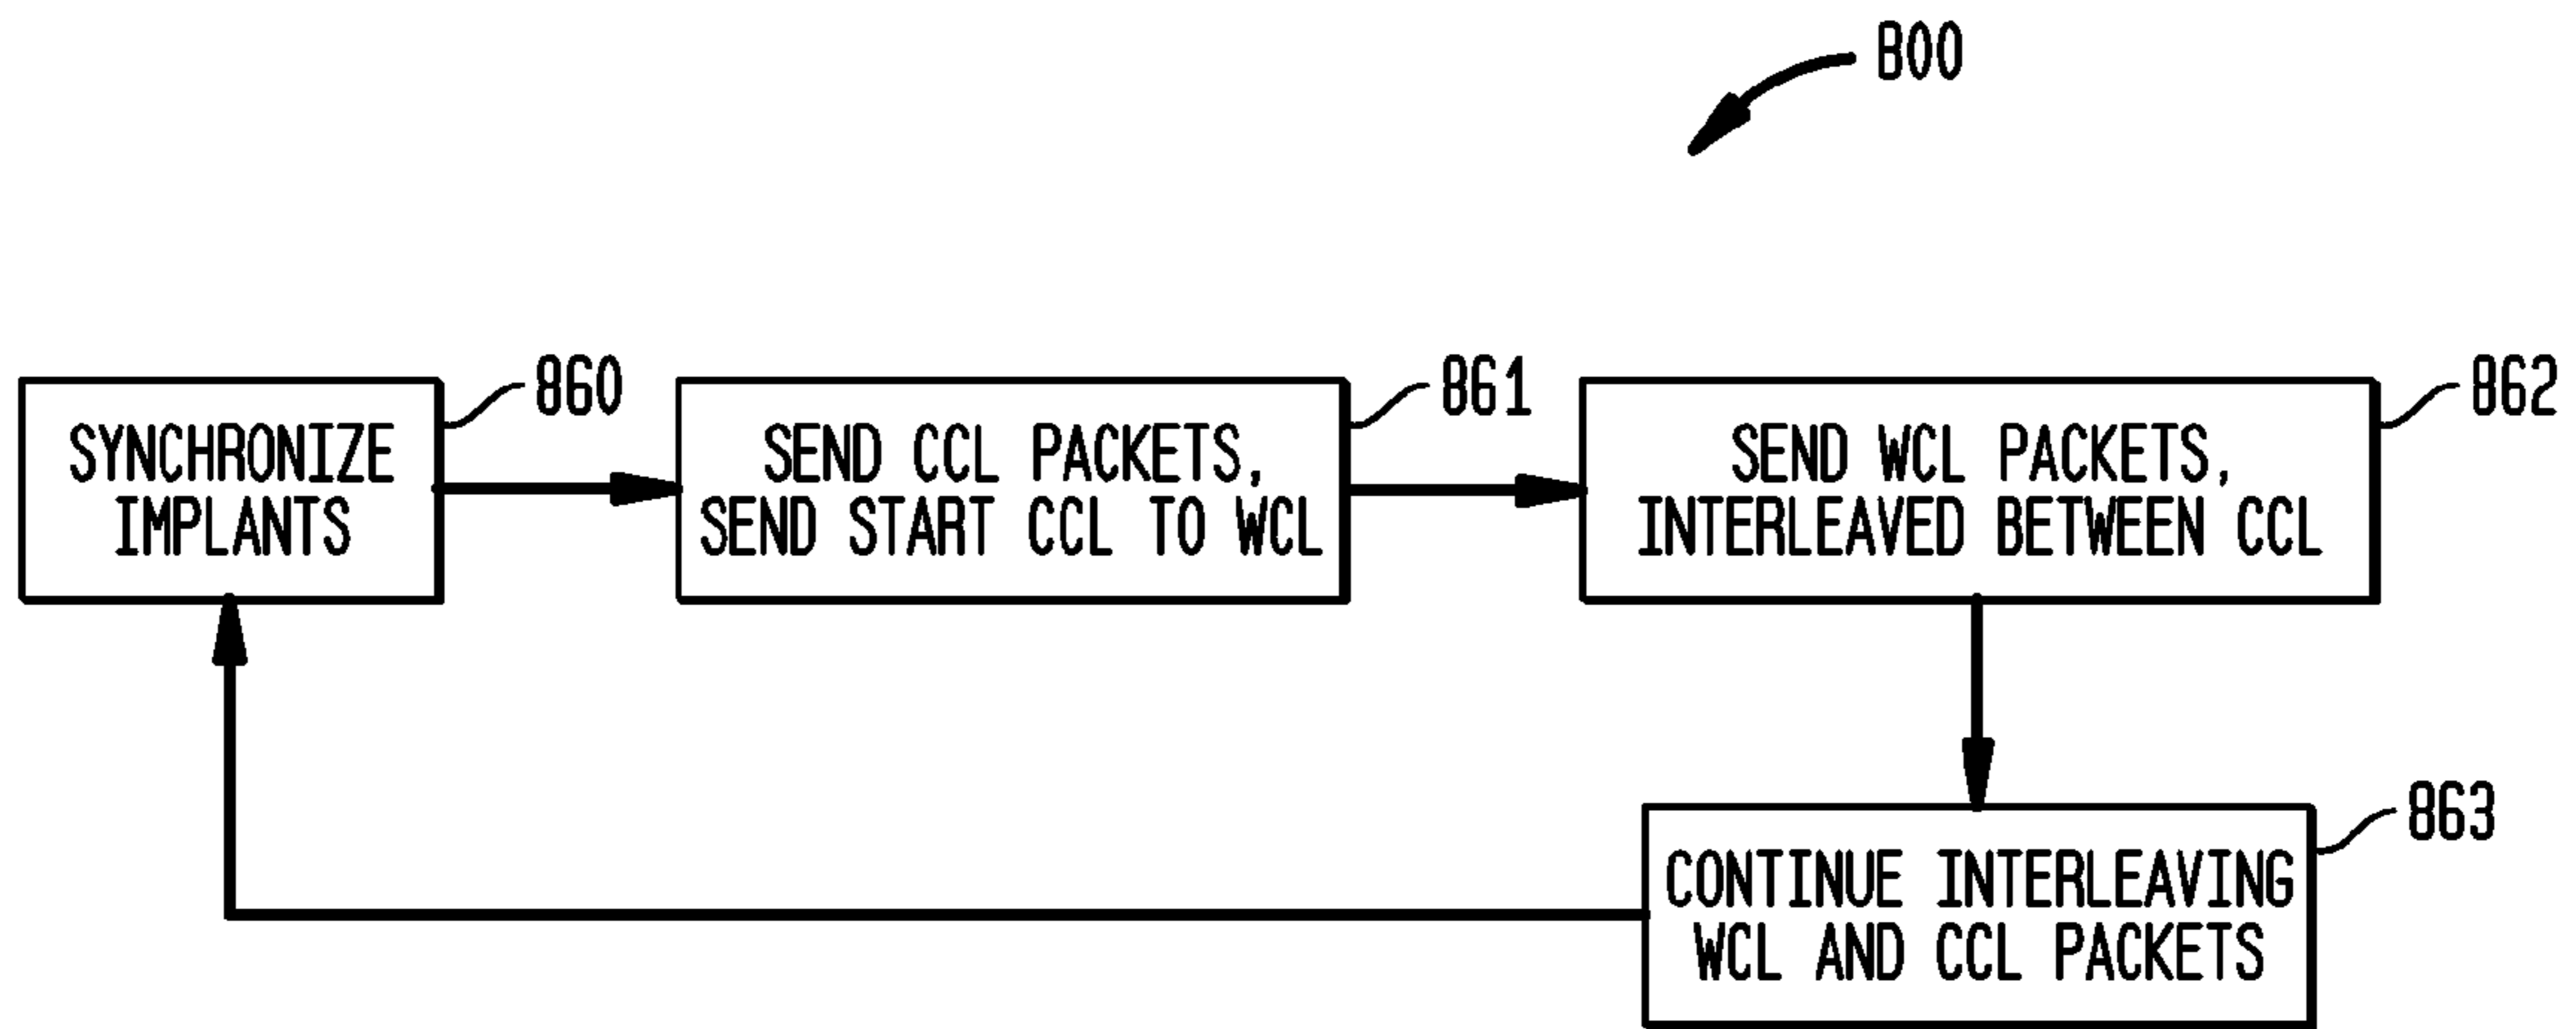 B00
860
SYNCHRONIZE
IMPLANTS
861
SEND CCL PACKETS,
SEND START CCL TO WCL
862
SEND WCL PACKETS,
INTERLEAVED BETWEEN CCL
863
CONTINUE INTERLEAVING
WCL AND CCL PACKETS